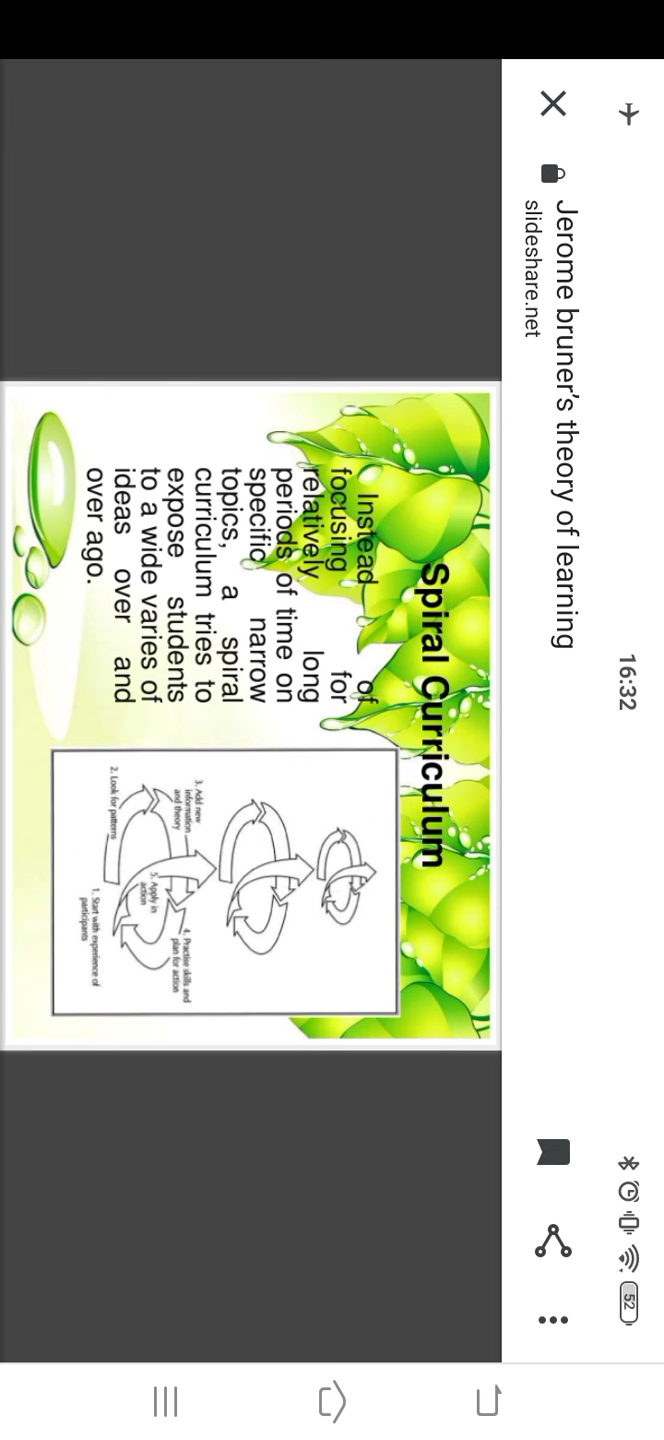 16:32
52
Jerome bruner's theory of learning
slideshare.net
Spiral Curriculum
Instead of
focusing for
relatively long
periods of time on
specific narrow
topics, a spiral
curriculum tries to
expose students
to a wide varies of
ideas over and
over ago.
3. Add new
information
and theory
2. Look for patterns
5. Apply in
action
4. Practise skills and
plan for action
1. Start with experience of
participants